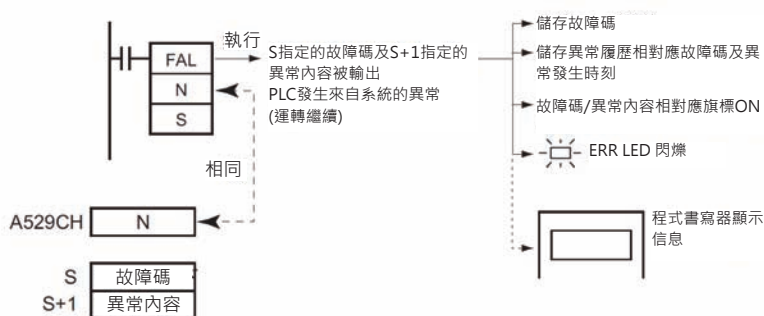 FAL
N
S
執行
S指定的故障碼及S+1指定的
異常內容被輸出
PLC發生來自系統的異常
(運轉繼續)
儲存故障碼
儲存異常履歷相對應故障碼及異
常發生時刻
故障碼/異常內容相對應旗標ON
ERR LED 閃爍
程式書寫器顯示
信息
相同
A529CH N
S 故障碼
S+1 異常內容